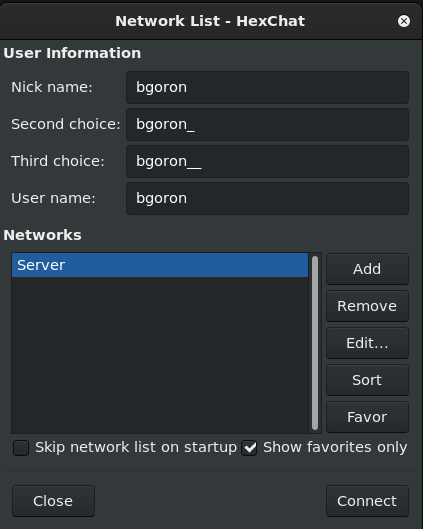 Network List - HexChat
User Information
Nick name: bgoron
Second choice: bgoron_
Third choice: bgoron__
User name: bgoron
Networks
Server
Add
Remove
Edit...
Sort
Favor
Skip network list on startup Show favorites only
Close Connect